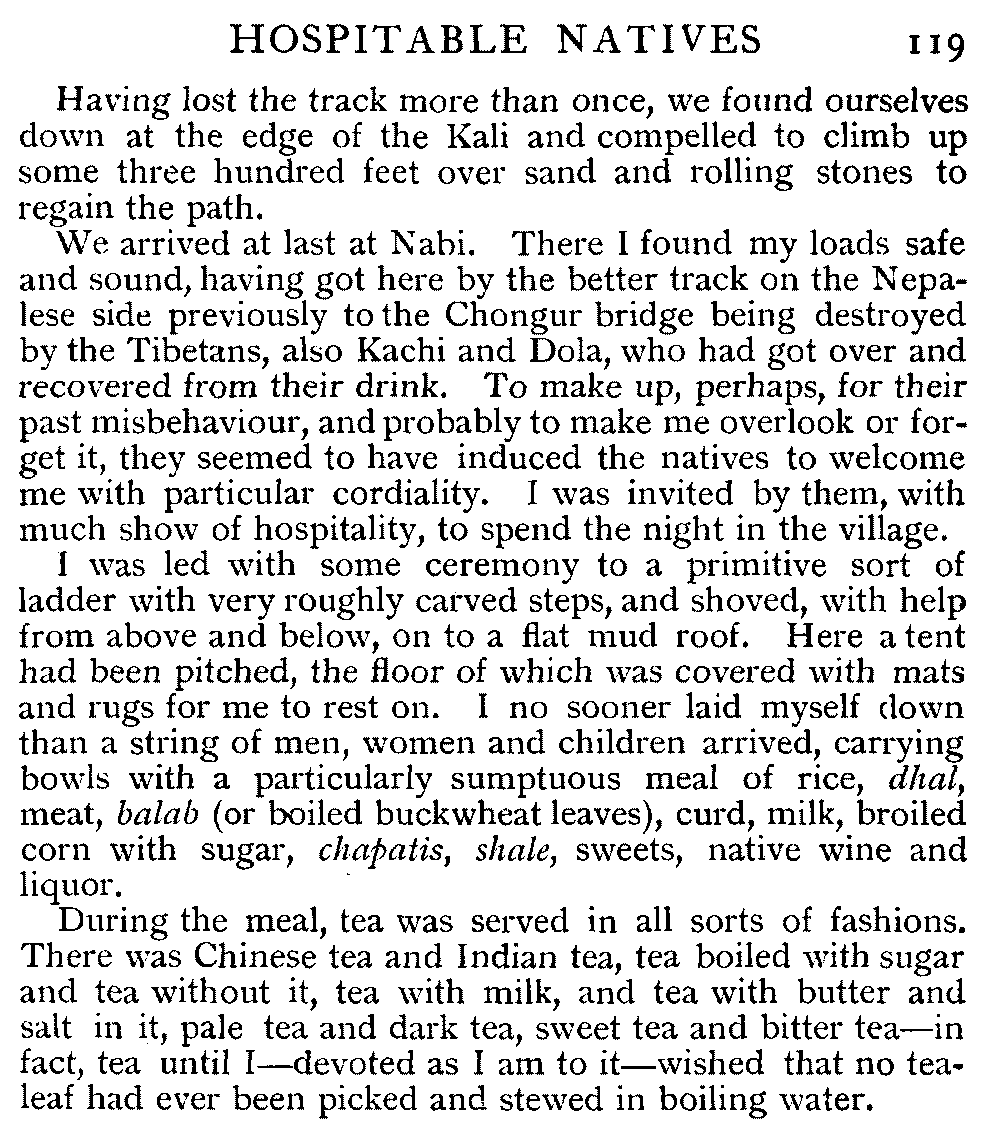 HOSPITABLE NATIVES 119
Having lost the track more than once, we found ourselves
down at the edge of the Kali and compelled to climb up
some three hundred feet over sand and rolling stones to
regain the path.
We arrived at last at Nabi. There I found my loads safe
and sound, having got here by the better track on the Nepa-
lese side previously to the Chongur bridge being destroyed
by the Tibetans, also Kachi and Dola, who had got over and
recovered from their drink. To make up, perhaps, for their
past misbehaviour, and probably to make me overlook or for-
get it, they seemed to have induced the natives to welcome
me with particular cordiality. I was invited by them, with
much show of hospitality, to spend the night in the village.
I was led with some ceremony to a primitive sort of
ladder with very roughly carved steps, and shoved, with help
from above and below, on to a flat mud roof. Here a tent
had been pitched, the floor of which was covered with mats
and rugs for me to rest on. I no sooner laid myself down
than a string of men, women and children arrived, carrying
bowls with a particularly sumptuous meal of rice, dhal,
meat, balab (or boiled buckwheat leaves), curd, milk, broiled
corn with sugar, chapatis, shale, sweets, native wine and
liquor.
During the meal, tea was served in all sorts of fashions.
There was Chinese tea and Indian tea, tea boiled with sugar
and tea without it, tea with milk, and tea with butter and
salt in it, pale tea and dark tea, sweet tea and bitter tea—in
fact, tea until I—devoted as I am to it—wished that no tea-
leaf had ever been picked and stewed in boiling water.